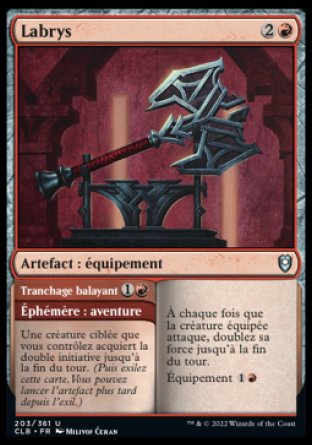 Labrys 2
Artefact : équipement
Tranchage balayant 1
Éphémère : aventure
Une créature ciblée que
vous contrôlez acquiert la
double initiative jusqu'à
la fin du tour. (Puis exilez
cette carte. Vous pouvez
lancer l'artefact plus tard
depuis l'exil.)
À chaque fois que
la créature équipée
attaque, doublez sa
force jusqu'à la fin
du tour.
Équipement 1
203/361 U
CLB • FR Milivoj Ćeran
™ & © 2022 Wizards of the Coast